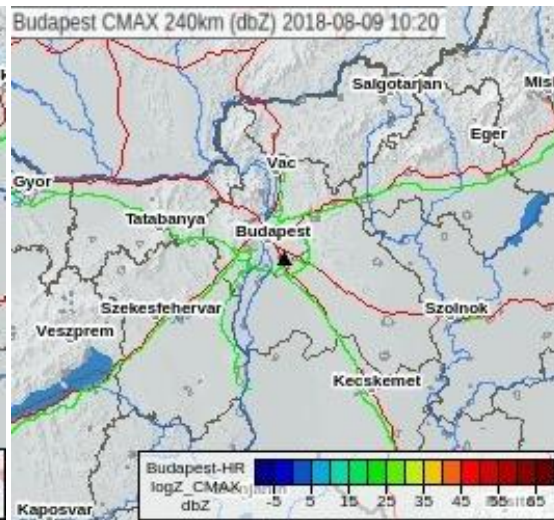 Budapest CMAX 240km (dbZ) 2018-08-09 10:20
Salgotarjan
Eger
Vac
Gyor
Tatabanya
Budapest
Szekesfehervar
Szolnok
Veszprem
Kecskemet
Budapest-HR
logZ_CMAX
dbZ
-5 5 15 25 35 45 55 65
Kaposvar